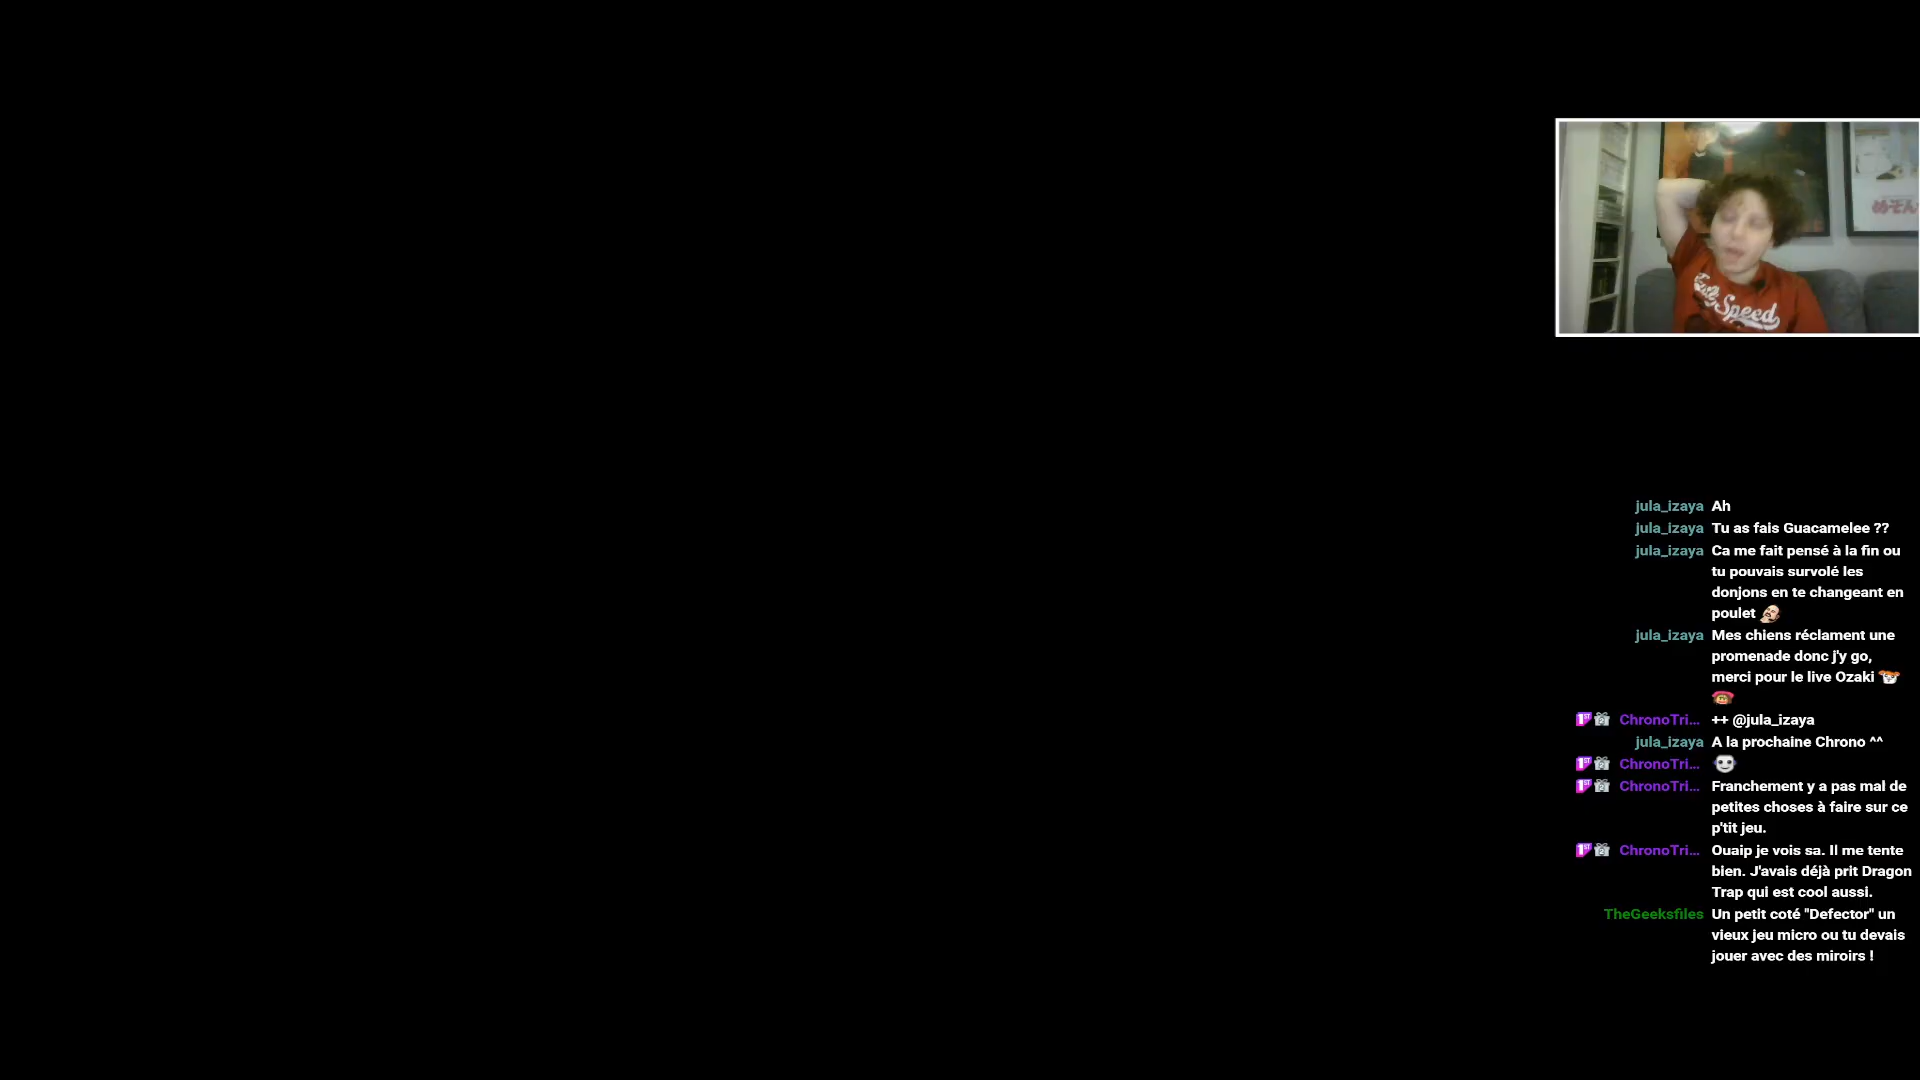 めぞん
Speed
jula_izaya Ah
jula_izaya Tu as fais Guacamelee ??
jula_izaya Ca me fait pensé à la fin ou
tu pouvais survolé les
donjons en te changeant en
poulet
jula_izaya Mes chiens réclament une
promenade donc j'y go,
merci pour le live Ozaki
ChronoTri... ++ @jula_izaya
jula_izaya A la prochaine Chrono ^^
ChronoTri...
ChronoTri... Franchement y a pas mal de
petites choses à faire sur ce
p'tit jeu.
ChronoTri... Ouaip je vois sa. Il me tente
bien. J'avais déjà prit Dragon
Trap qui est cool aussi.
TheGeeksfiles Un petit coté "Defector" un
vieux jeu micro ou tu devais
jouer avec des miroirs !